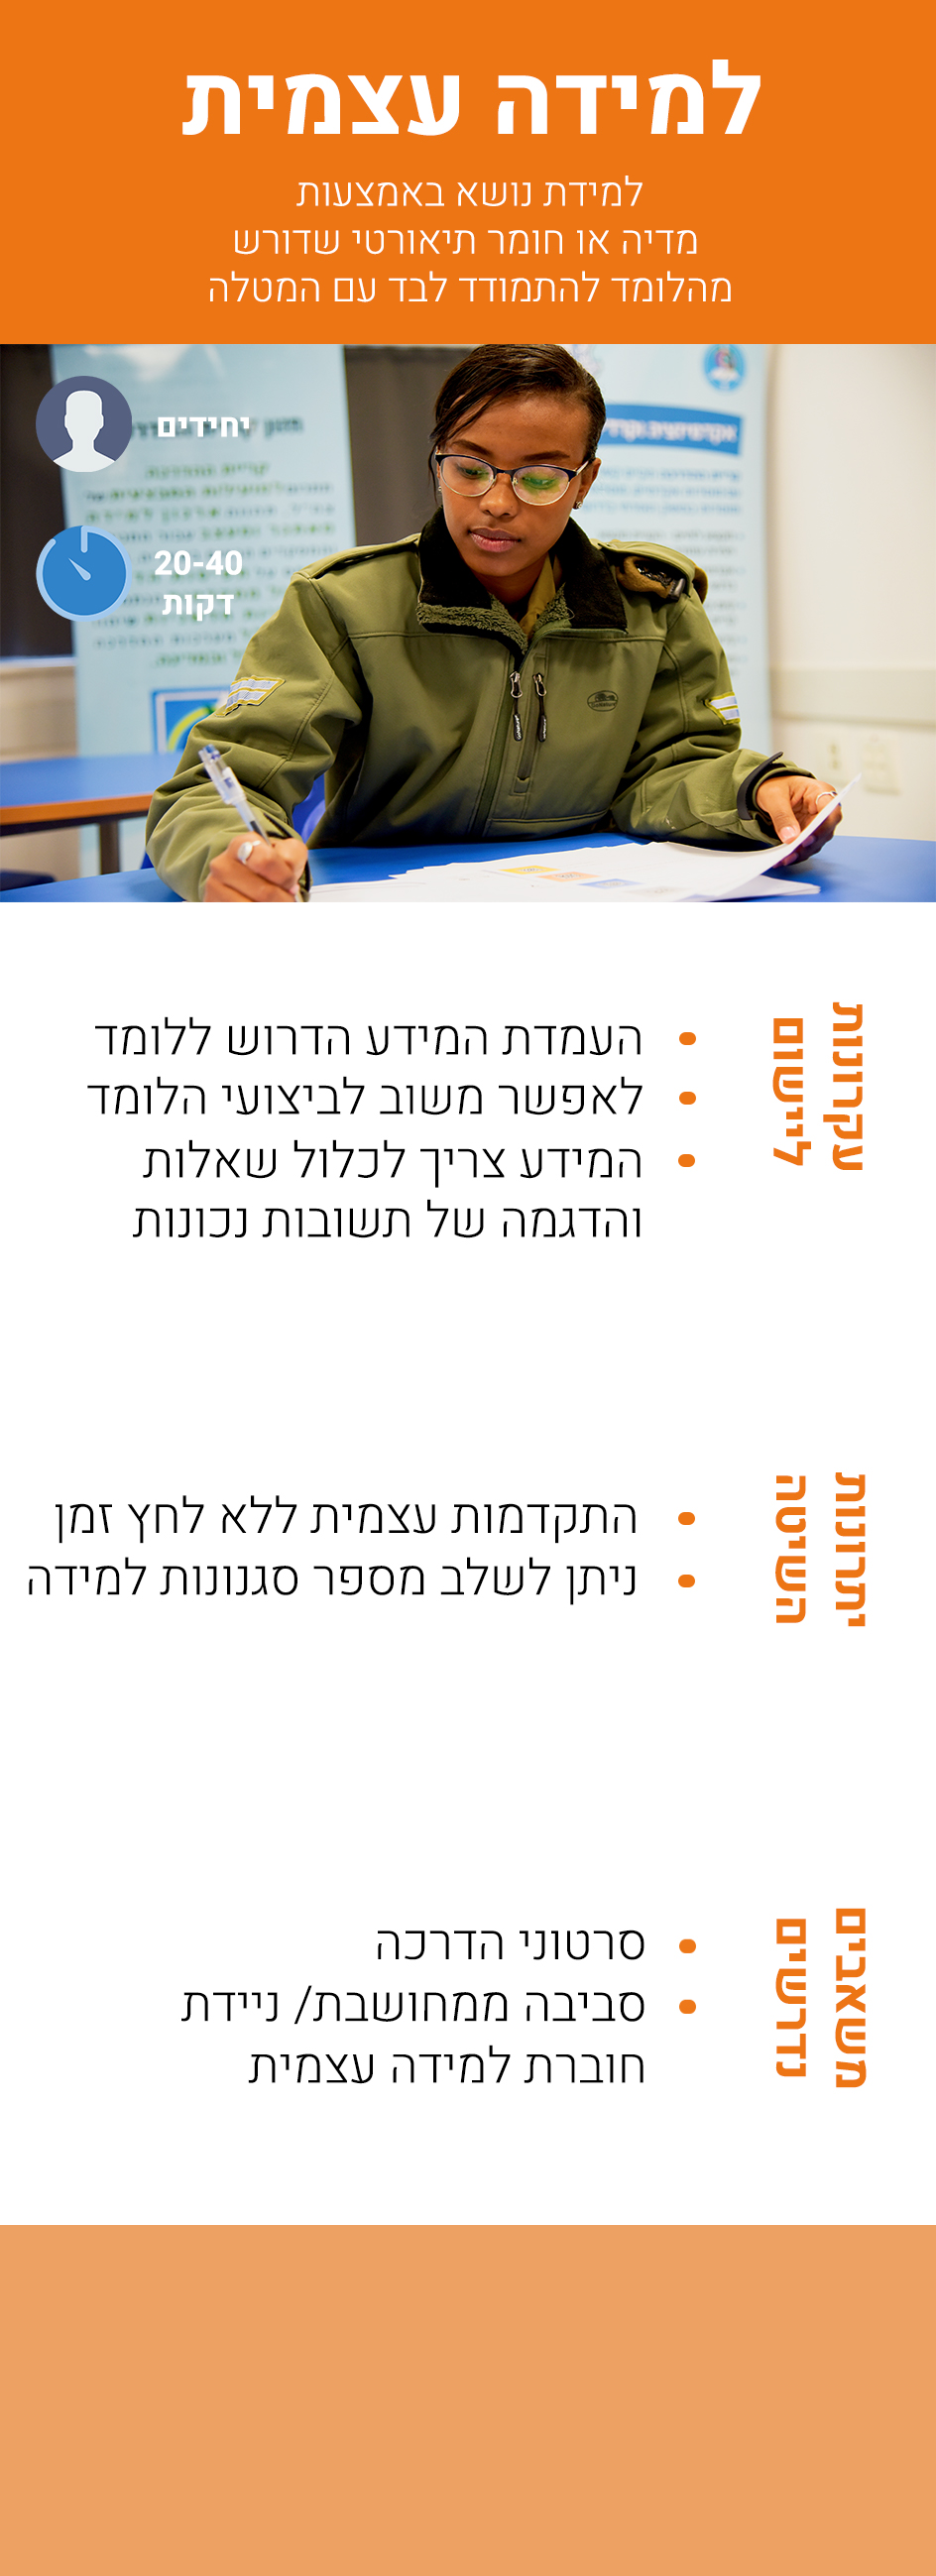 למידה עצמית
למידת נושא באמצעות
מדיה או חומר תיאורטי שדורש
מהלומד להתמודד לבד עם המטלה
יחידים
20-40
דקות
עקרונות
ליישום
העמדת המידע הדרוש ללומד
לאפשר משוב לביצועי הלומד
המידע צריך לכלול שאלות
והדגמה של תשובות נכונות
יתרונות
השיטה
התקדמות עצמית ללא לחץ זמן
ניתן לשלב מספר סגנונות למידה
משאבים
נדרשים
סרטוני הדרכה
סביבה ממחושבת/ ניידת
חוברת למידה עצמית